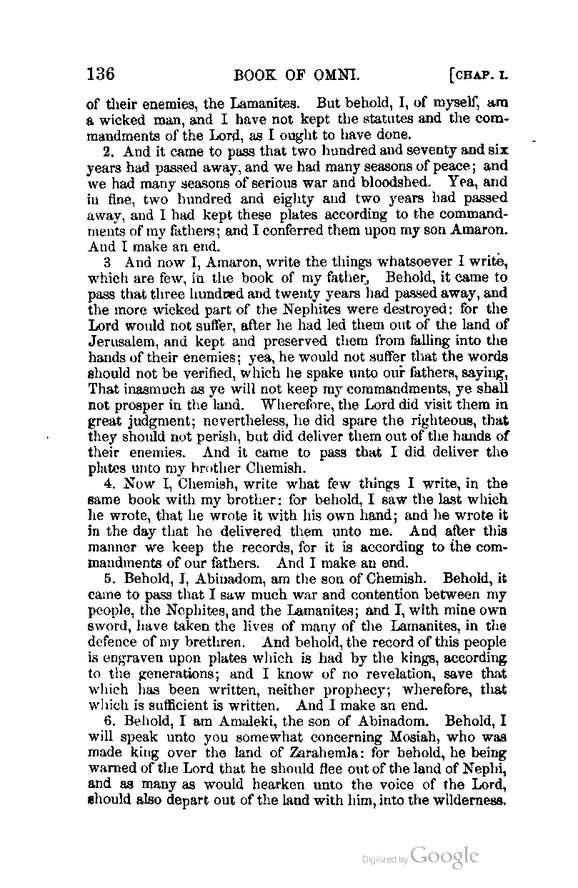 136 BOOK OF OMNI. [CHAP. I.
of their enemies, the Lamanites. But behold, I, of myself, am
a wicked man, and I have not kept the statutes and the com-
mandments of the Lord, as I ought to have done.
2. And it came to pass that two hundred and seventy and six
years had passed away, and we had many seasons of peace; and
we had many seasons of serious war and bloodshed. Yea, and
in fine, two hundred and eighty and two years had passed
away, and I had kept these plates according to the command-
ments of my fathers; and I conferred them upon my son Amaron.
And I make an end.
3 And now I, Amaron, write the things whatsoever I write,
which are few, in the book of my father, Behold, it came to
pass that three hundred and twenty years had passed away, and
the more wicked part of the Nephites were destroyed: for the
Lord would not suffer, after he had led them out of the land of
Jerusalem, and kept and preserved them from falling into the
hands of their enemies; yea, he would not suffer that the words
should not be verified, which he spake unto our fathers, saying,
That inasmuch as ye will not keep my commandments, ye shall
not prosper in the land. Wherefore, the Lord did visit them in
great judgment; nevertheless, he did spare the righteous, that
they should not perish, but did deliver them out of the hands of
their enemies. And it came to pass that I did deliver the
plates unto my brother Chemish.
4. Now I, Chemish, write what few things I write, in the
same book with my brother: for behold, I saw the last which
he wrote, that he wrote it with his own hand; and he wrote it
in the day that he delivered them unto me. And after this
manner we keep the records, for it is according to the com-
mandments of our fathers. And I make an end.
5. Behold, I, Abinadom, am the son of Chemish. Behold, it
came to pass that I saw much war and contention between my
people, the Nephites, and the Lamanites; and I, with mine own
sword, have taken the lives of many of the Lamanites, in the
defence of my brethren. And behold, the record of this people
is engraven upon plates which is had by the kings, according
to the generations; and I know of no revelation, save that
which has been written, neither prophecy; wherefore, that
which is sufficient is written. And I make an end.
6. Behold, I am Amaleki, the son of Abinadom. Behold, I
will speak unto you somewhat concerning Mosiah, who was
made king over the land of Zarahemla: for behold, he being
warned of the Lord that he should flee out of the land of Nephi,
and as many as would hearken unto the voice of the Lord,
should also depart out of the land with him, into the wilderness.
Digitized by Google